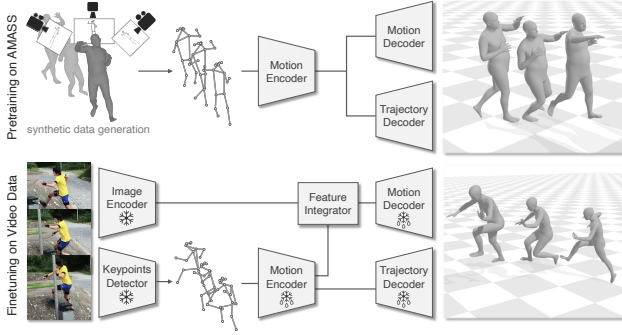 Pretraining on AMASS
synthetic data generation
Motion
Encoder
Motion
Decoder
Trajectory
Decoder
Finetuning on Video Data
Image
Encoder
Keypoints
Detector
Motion
Encoder
Feature
Integrator
Motion
Decoder
Trajectory
Decoder